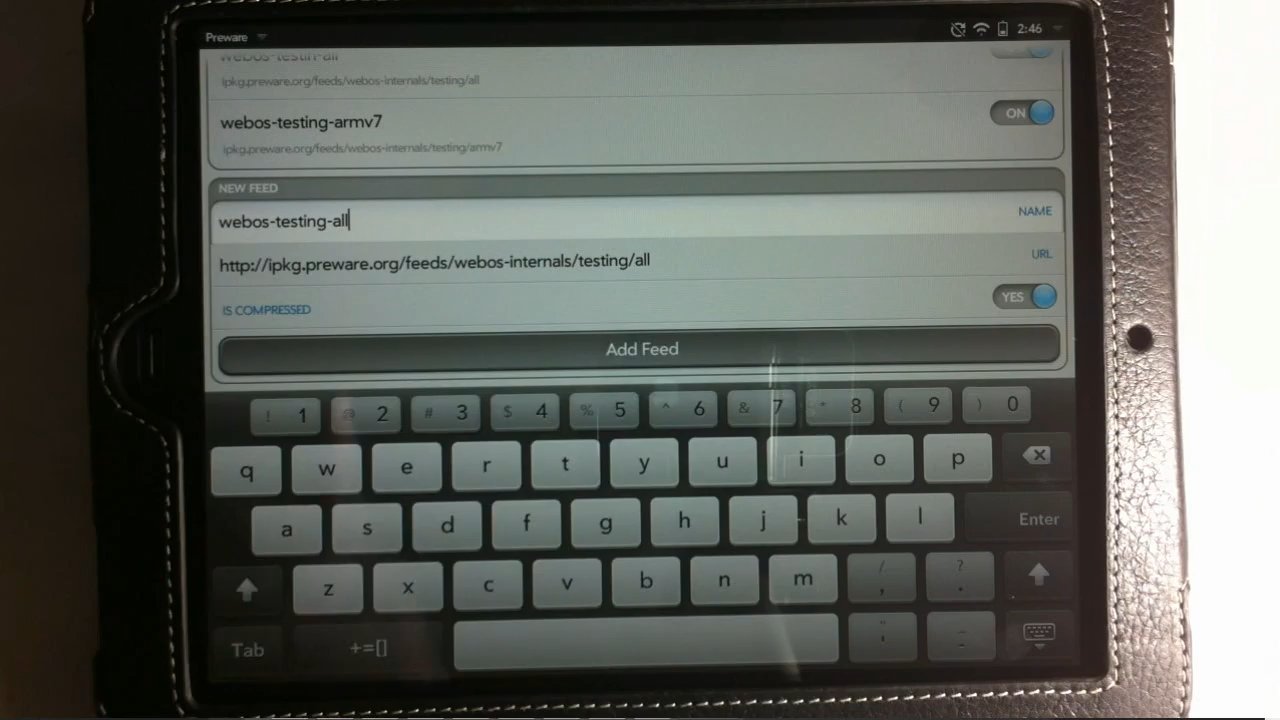 Preware 2:46
webos-testin-all
ipkg.preware.org/feeds/webos-internals/testing/all
webos-testing-armv7 ON
ipkg.preware.org/feeds/webos-internals/testing/armv7
NEW FEED
webos-testing-all NAME
http://ipkg.preware.org/feeds/webos-internals/testing/all URL
IS COMPRESSED YES
Add Feed
! 1 @ 2 # 3 $ 4 % 5 ^ 6 & 7 * 8 ( 9 ) 0
q w e r t y u i o p
a s d f g h j k l Enter
z x c v b n m / , ? .
Tab +=[] " ' _ -